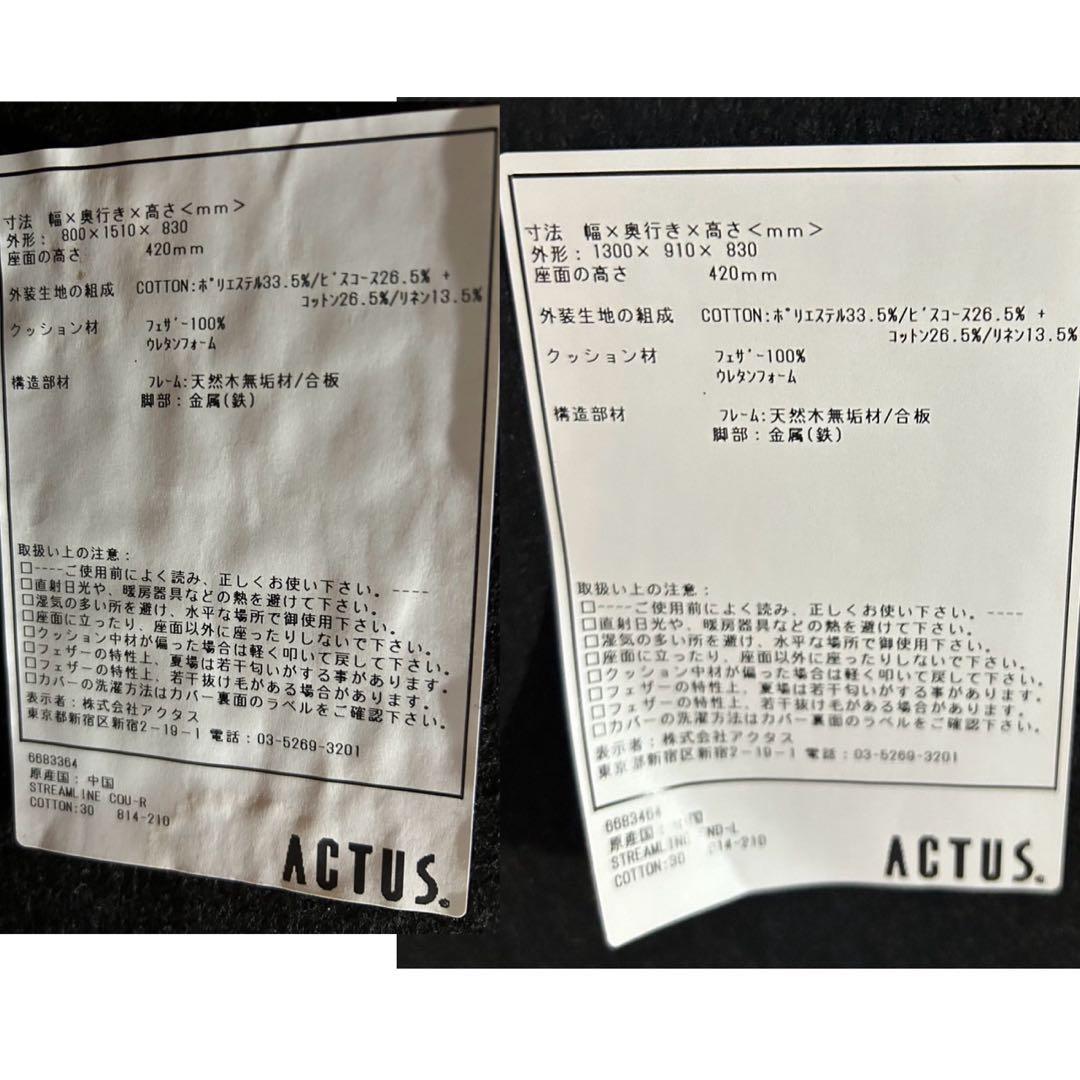 寸法 幅×奥行き×高さ<mm>
外形: 800×1510× 830
座面の高さ 420mm
外装生地の組成 COTTON:ポリエステル33.5%/ビスコース26.5% +
コットン26.5%/リネン13.5%
クッション材 フェザー100%
ウレタンフォーム
構造部材 フレーム:天然木無垢材/合板
脚部:金属(鉄)
取扱い上の注意:
□----ご使用前によく読み、正しくお使い下さい。----
□直射日光や、暖房器具などの熱を避けて下さい。
□湿気の多い所を避け、水平な場所で御使用下さい。
□座面に立ったり、座面以外に座ったりしないで下さい。
□クッション中材が偏った場合は軽く叩いて戻して下さい。
□フェザーの特性上、夏場は若干匂いがする事があります。
□フェザーの特性上、若干抜け毛がある場合があります。
□カバーの洗濯方法はカバー裏面のラベルをご確認下さい。
表示者:株式会社アクタス
東京都新宿区新宿2-19-1 電話:03-5269-3201
6683364
原産国:中国
STREAMLINE COU-R
COTTON:30 814-210
ACTUS.
寸法 幅×奥行き×高さ<mm>
外形: 1300× 910× 830
座面の高さ 420mm
外装生地の組成 COTTON:ポリエステル33.5%/ビスコース26.5% +
コットン26.5%/リネン13.5%
クッション材 フェザー100%
ウレタンフォーム
構造部材 フレーム:天然木無垢材/合板
脚部:金属(鉄)
取扱い上の注意:
□----ご使用前によく読み、正しくお使い下さい。----
□直射日光や、暖房器具などの熱を避けて下さい。
□湿気の多い所を避け、水平な場所で御使用下さい。
□座面に立ったり、座面以外に座ったりしないで下さい。
□クッション中材が偏った場合は軽く叩いて戻して下さい。
□フェザーの特性上、夏場は若干匂いがする事があります。
□フェザーの特性上、若干抜け毛がある場合があります。
□カバーの洗濯方法はカバー裏面のラベルをご確認下さい。
表示者:株式会社アクタス
東京都新宿区新宿2-19-1 電話:03-5269-3201
6683464
原産国: 国
STREAMLINE ND-L
COTTON:30 814-210
ACTUS.